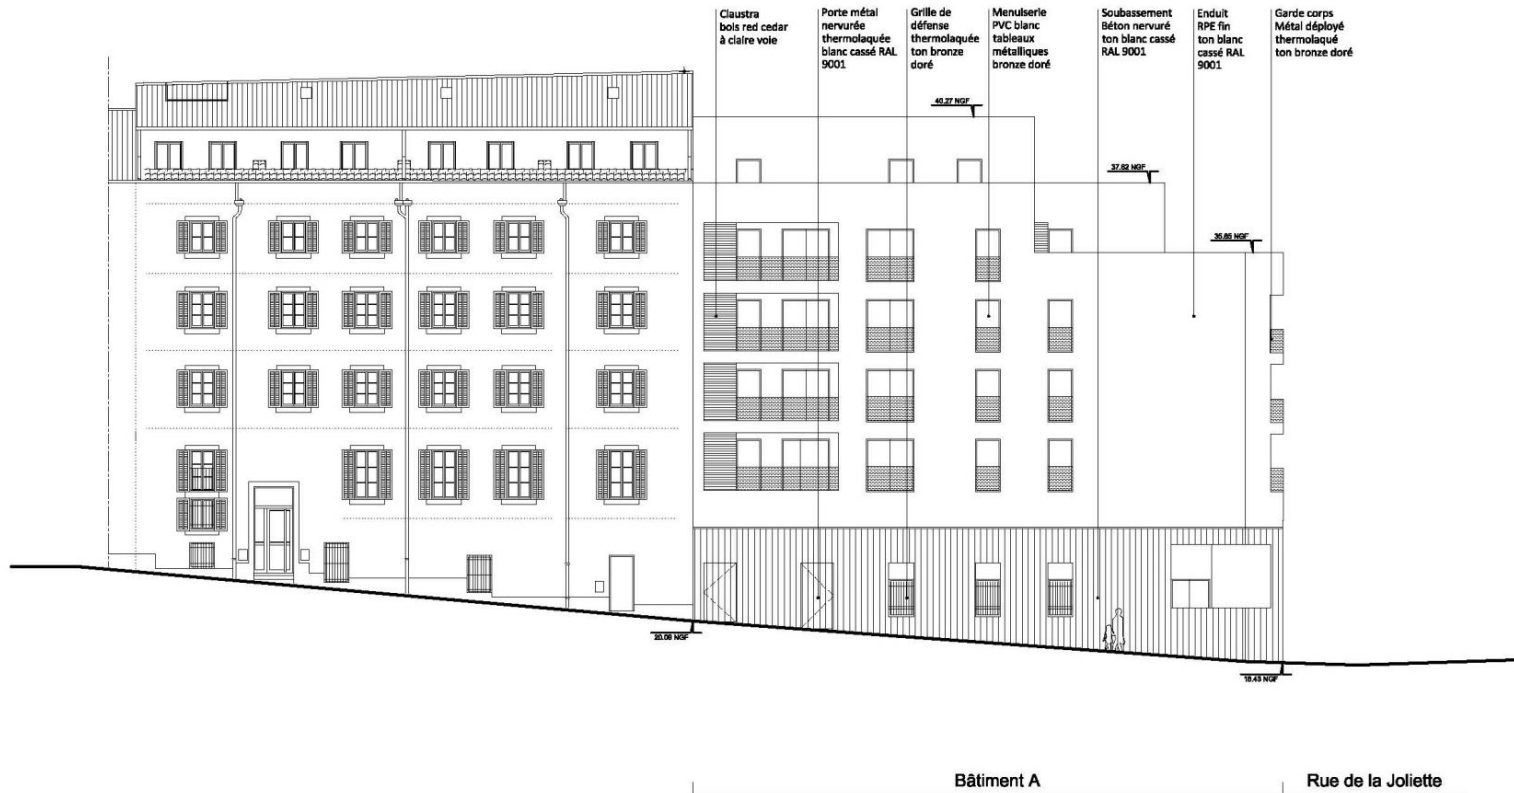 Claustra
bois red cedar
à claire voie
Porte métal
nervurée
thermolaquée
blanc cassé RAL
9001
Grille de
défense
thermolaquée
ton bronze
doré
Menuiserie
PVC blanc
tableaux
métalliques
bronze doré
Soubassement
Béton nervuré
ton blanc cassé
RAL 9001
Enduit
RPE fin
ton blanc
cassé RAL
9001
Garde corps
Métal déployé
thermolaqué
ton bronze doré
40.27 NGF
37.62 NGF
35.85 NGF
20.08 NGF
18.43 NGF
Bâtiment A
Rue de la Joliette